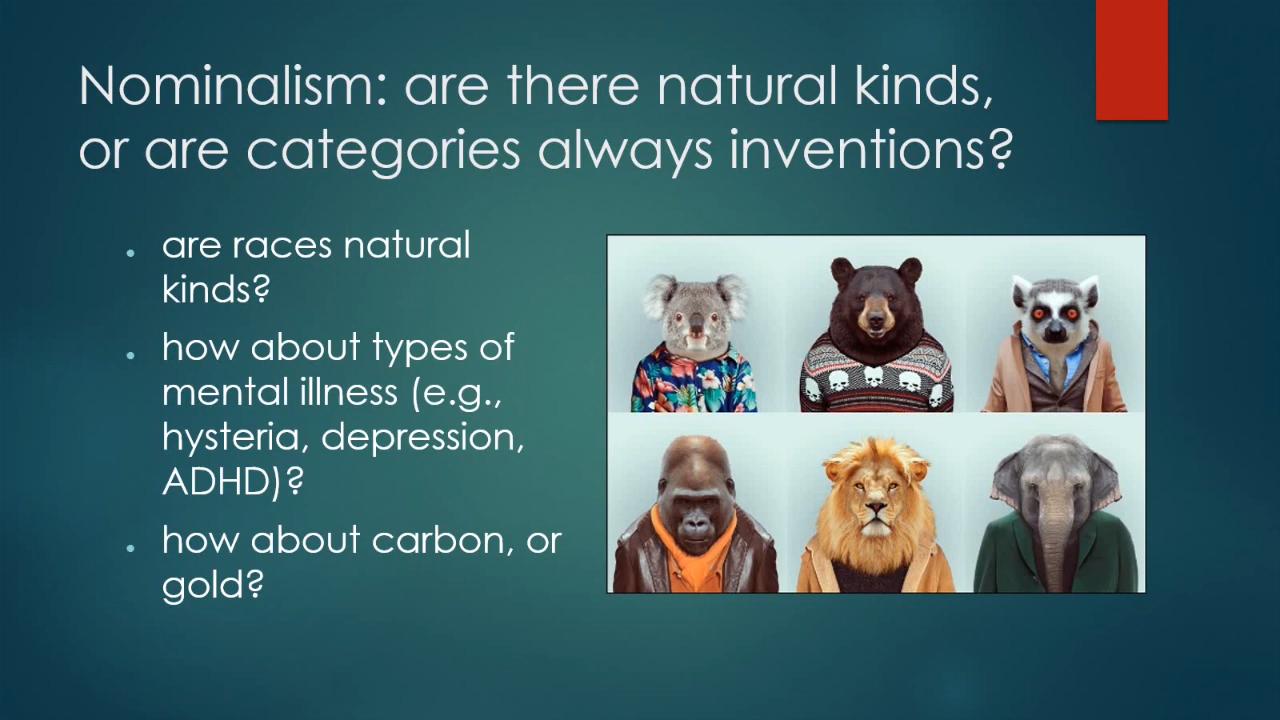 Nominalism: are there natural kinds,
or are categories always inventions?
are races natural
kinds?
how about types of
mental illness (e.g.,
hysteria, depression,
ADHD)?
how about carbon, or
gold?